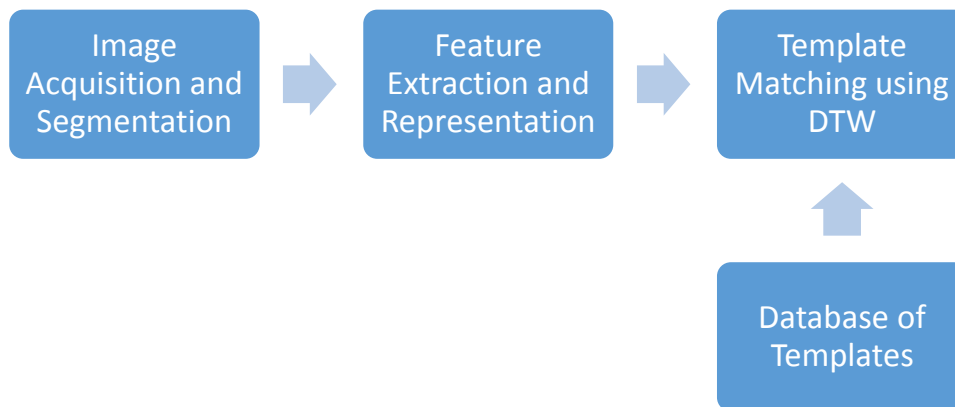 Image
Acquisition and
Segmentation
Feature
Extraction and
Representation
Template
Matching using
DTW
Database of
Templates